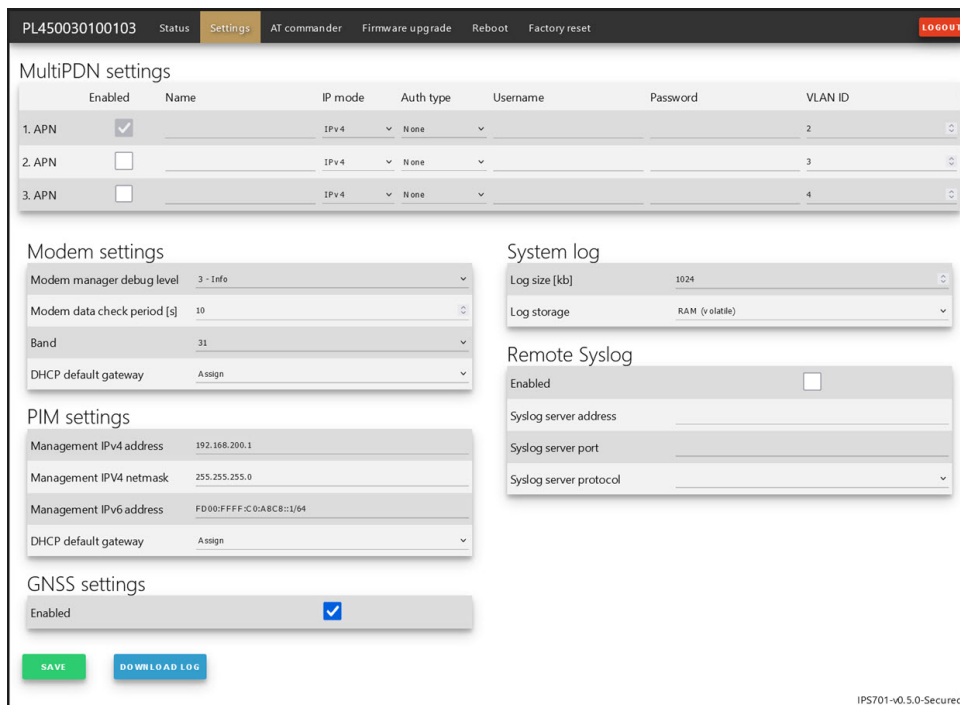 PL450030100103 Status Settings AT commander Firmware upgrade Reboot Factory reset LOGOUT
MultiPDN settings
Enabled Name IP mode Auth type Username Password VLAN ID
1. APN IPv4 None 2
2. APN IPv4 None 3
3. APN IPv4 None 4
Modem settings
Modem manager debug level 3 - Info
Modem data check period [s] 10
Band 31
DHCP default gateway Assign
PIM settings
Management IPv4 address 192.168.200.1
Management IPV4 netmask 255.255.255.0
Management IPv6 address FD00:FFFF:C0:A8C8::1/64
DHCP default gateway Assign
GNSS settings
Enabled
SAVE DOWNLOAD LOG
System log
Log size [kb] 1024
Log storage RAM (volatile)
Remote Syslog
Enabled
Syslog server address
Syslog server port
Syslog server protocol
IPS701-v0.5.0-Secured